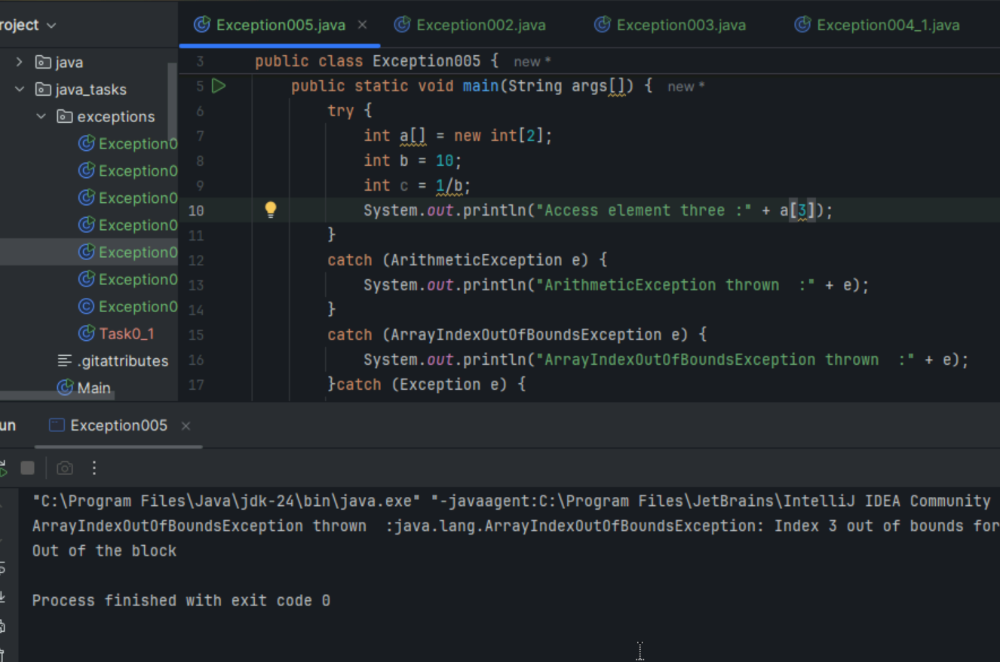 roject
Exception005.java
Exception002.java
Exception003.java
Exception004_1.java
java
java_tasks
exceptions
Exception0
Exception0
Exception0
Exception0
Exception0
Exception0
Exception0
Task0_1
.gitattributes
Main
3 public class Exception005 { new *
5 public static void main(String args[]) { new *
6 try {
7 int a[] = new int[2];
8 int b = 10;
9 int c = 1/b;
10 System.out.println("Access element three :" + a[3]);
11 }
12 catch (ArithmeticException e) {
13 System.out.println("ArithmeticException thrown  :" + e);
14 }
15 catch (ArrayIndexOutOfBoundsException e) {
16 System.out.println("ArrayIndexOutOfBoundsException thrown  :" + e);
17 }catch (Exception e) {
un
Exception005
"C:\Program Files\Java\jdk-24\bin\java.exe" "-javaagent:C:\Program Files\JetBrains\IntelliJ IDEA Community
ArrayIndexOutOfBoundsException thrown  :java.lang.ArrayIndexOutOfBoundsException: Index 3 out of bounds for
Out of the block
Process finished with exit code 0